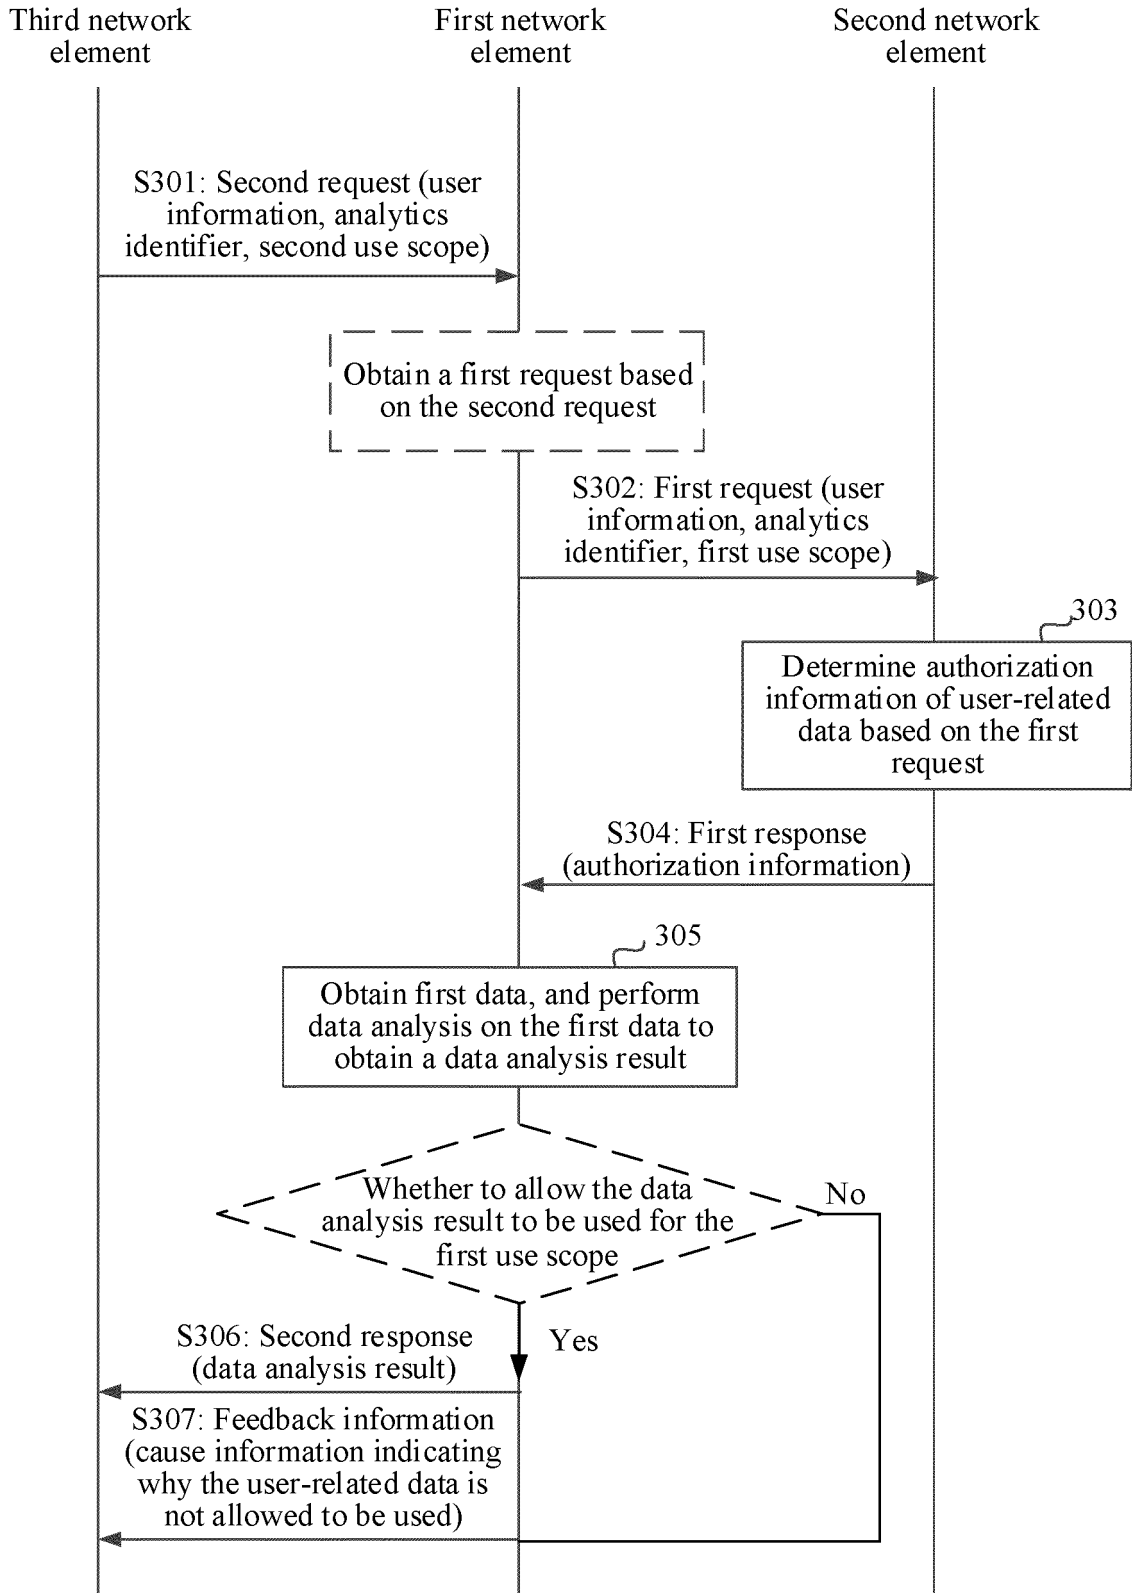 Third network
element
First network
element
Second network
element
S301: Second request (user
information, analytics
identifier, second use scope)
Obtain a first request based
on the second request
S302: First request (user
information, analytics
identifier, first use scope)
303
Determine authorization
information of user-related
data based on the first
request
S304: First response
(authorization information)
305
Obtain first data, and perform
data analysis on the first data to
obtain a data analysis result
Whether to allow the data
analysis result to be used for the
first use scope
No
Yes
S306: Second response
(data analysis result)
S307: Feedback information
(cause information indicating
why the user-related data is
not allowed to be used)